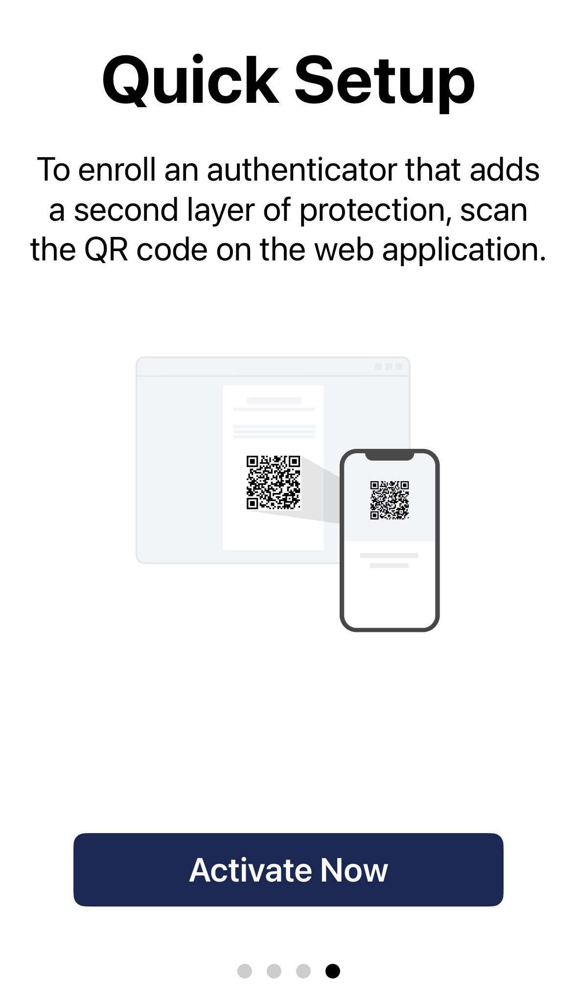 Quick Setup
To enroll an authenticator that adds
a second layer of protection, scan
the QR code on the web application.
Activate Now